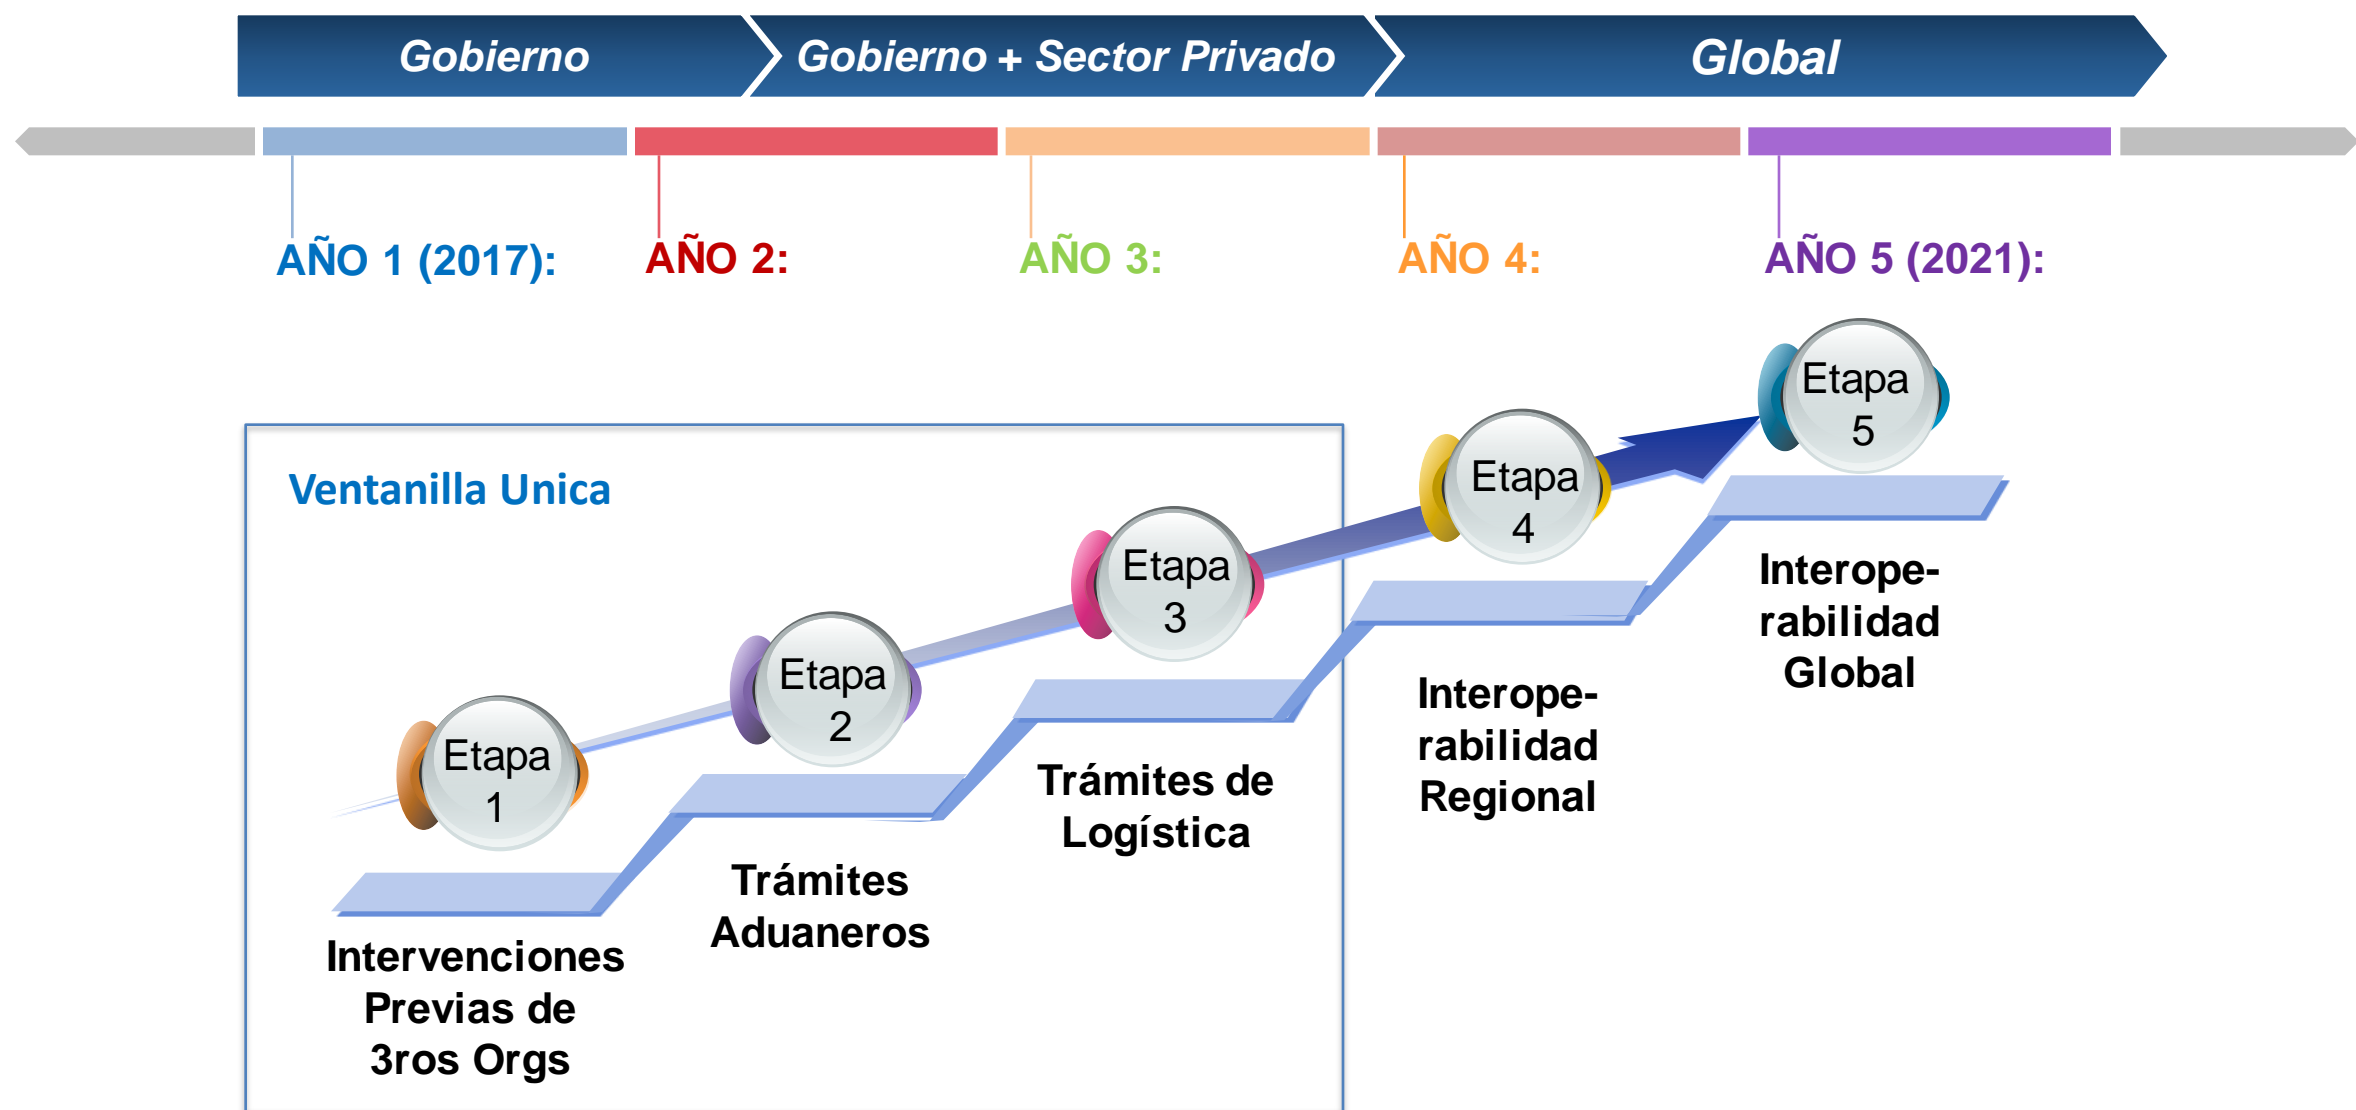 Gobierno
Gobierno + Sector Privado
Global
AÑO 1 (2017):
AÑO 2:
AÑO 3:
AÑO 4:
AÑO 5 (2021):
Ventanilla Unica
Etapa
1
Intervenciones
Previas de
3ros Orgs
Etapa
2
Trámites
Aduaneros
Etapa
3
Trámites de
Logística
Etapa
4
Interope-
rabilidad
Regional
Etapa
5
Interope-
rabilidad
Global